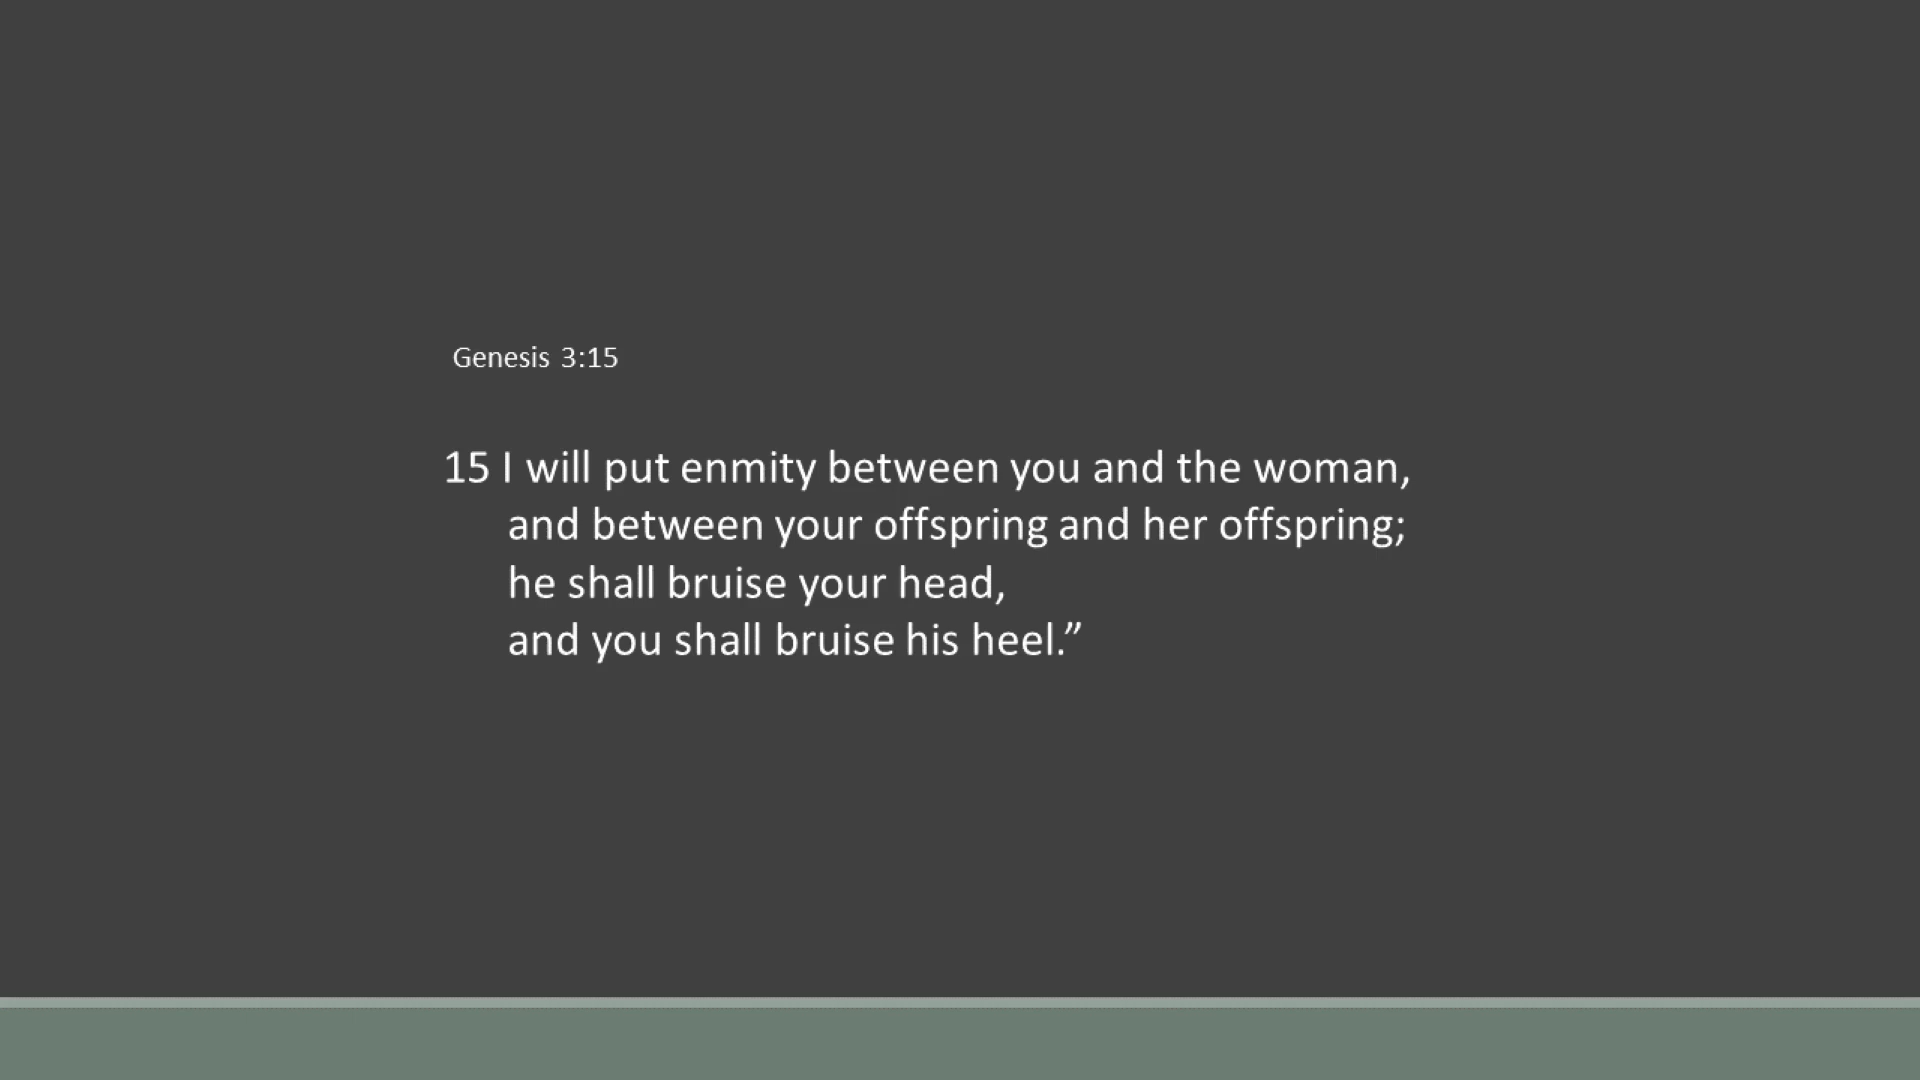 Genesis 3:15
15 I will put enmity between you and the woman,
and between your offspring and her offspring;
he shall bruise your head,
and you shall bruise his heel.”